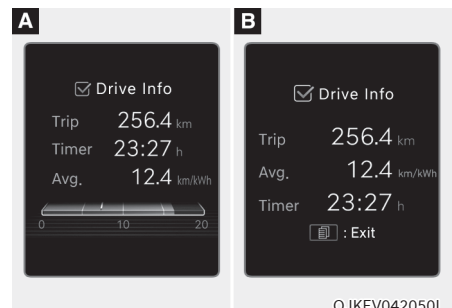 A
Drive Info
Trip 256.4 km
Timer 23:27 h
Avg. 12.4 km/kWh
0 10 20
B
Drive Info
Trip 256.4 km
Avg. 12.4 km/kWh
Timer 23:27 h
: Exit